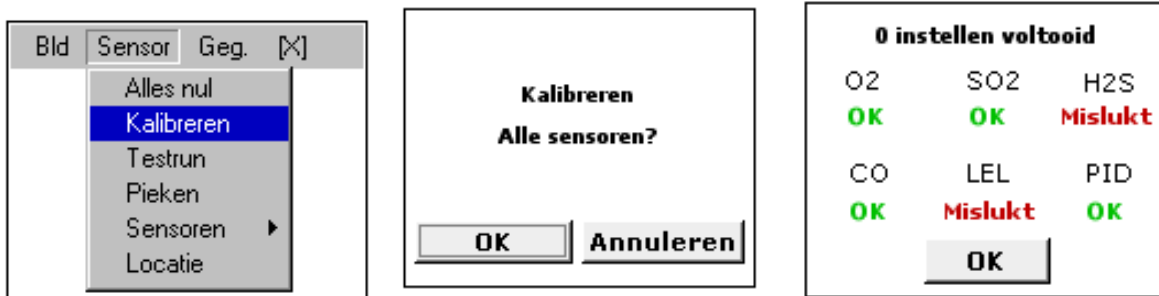 Bld Sensor Geg. [X]
Alles nul
Kalibreren
Testrun
Pieken
Sensoren
Locatie
Kalibreren
Alle sensoren?
OK Annuleren
0 instellen voltooid
O2 SO2 H2S
OK OK Mislukt
CO LEL PID
OK Mislukt OK
OK